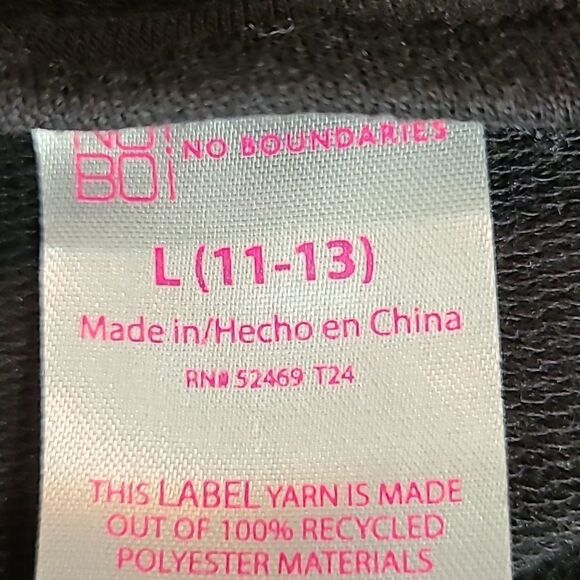 NO!
BO¡
NO BOUNDARIES
L (11-13)
Made in/Hecho en China
RN# 52469 T24
THIS LABEL YARN IS MADE
OUT OF 100% RECYCLED
POLYESTER MATERIALS